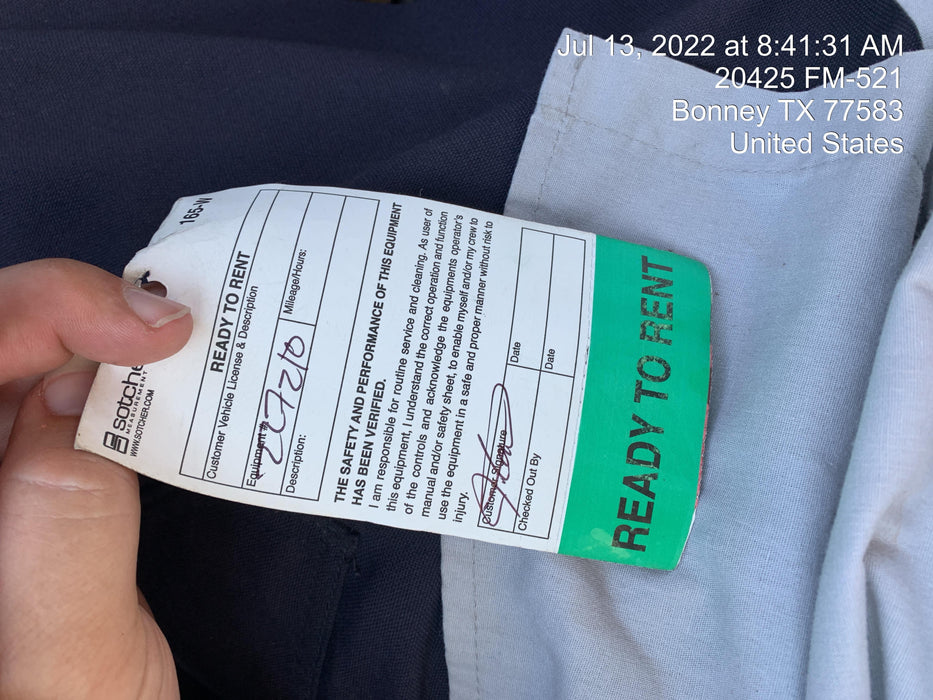 Jul 13, 2022 at 8:41:31 AM
20425 FM-521
Bonney TX 77583
United States
165-W
sotche
MEASUREMENT
WWW.SOTCHER.COM
READY TO RENT
Customer Vehicle License & Description
Equipment #
Mileage/Hours:
Description:
THE SAFETY AND PERFORMANCE OF THIS EQUIPMENT
HAS BEEN VERIFIED.
I am responsible for routine service and cleaning. As user of
this equipment, I understand the correct operation and function
of the controls and acknowledge the equipments operator's
manual and/or safety sheet, to enable myself and/or my crew to
use the equipment in a safe and proper manner without risk to
injury.
Customer Signature
Date
Checked Out By
Date
READY TO RENT